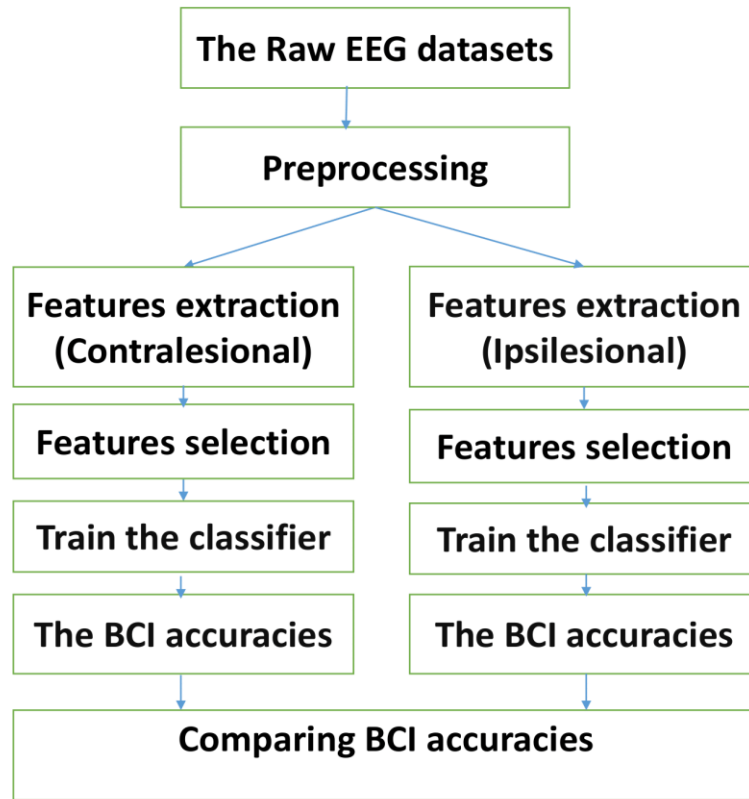 The Raw EEG datasets
Preprocessing
Features extraction
(Contralesional)
Features selection
Train the classifier
The BCI accuracies
Features extraction
(Ipsilesional)
Features selection
Train the classifier
The BCI accuracies
Comparing BCI accuracies